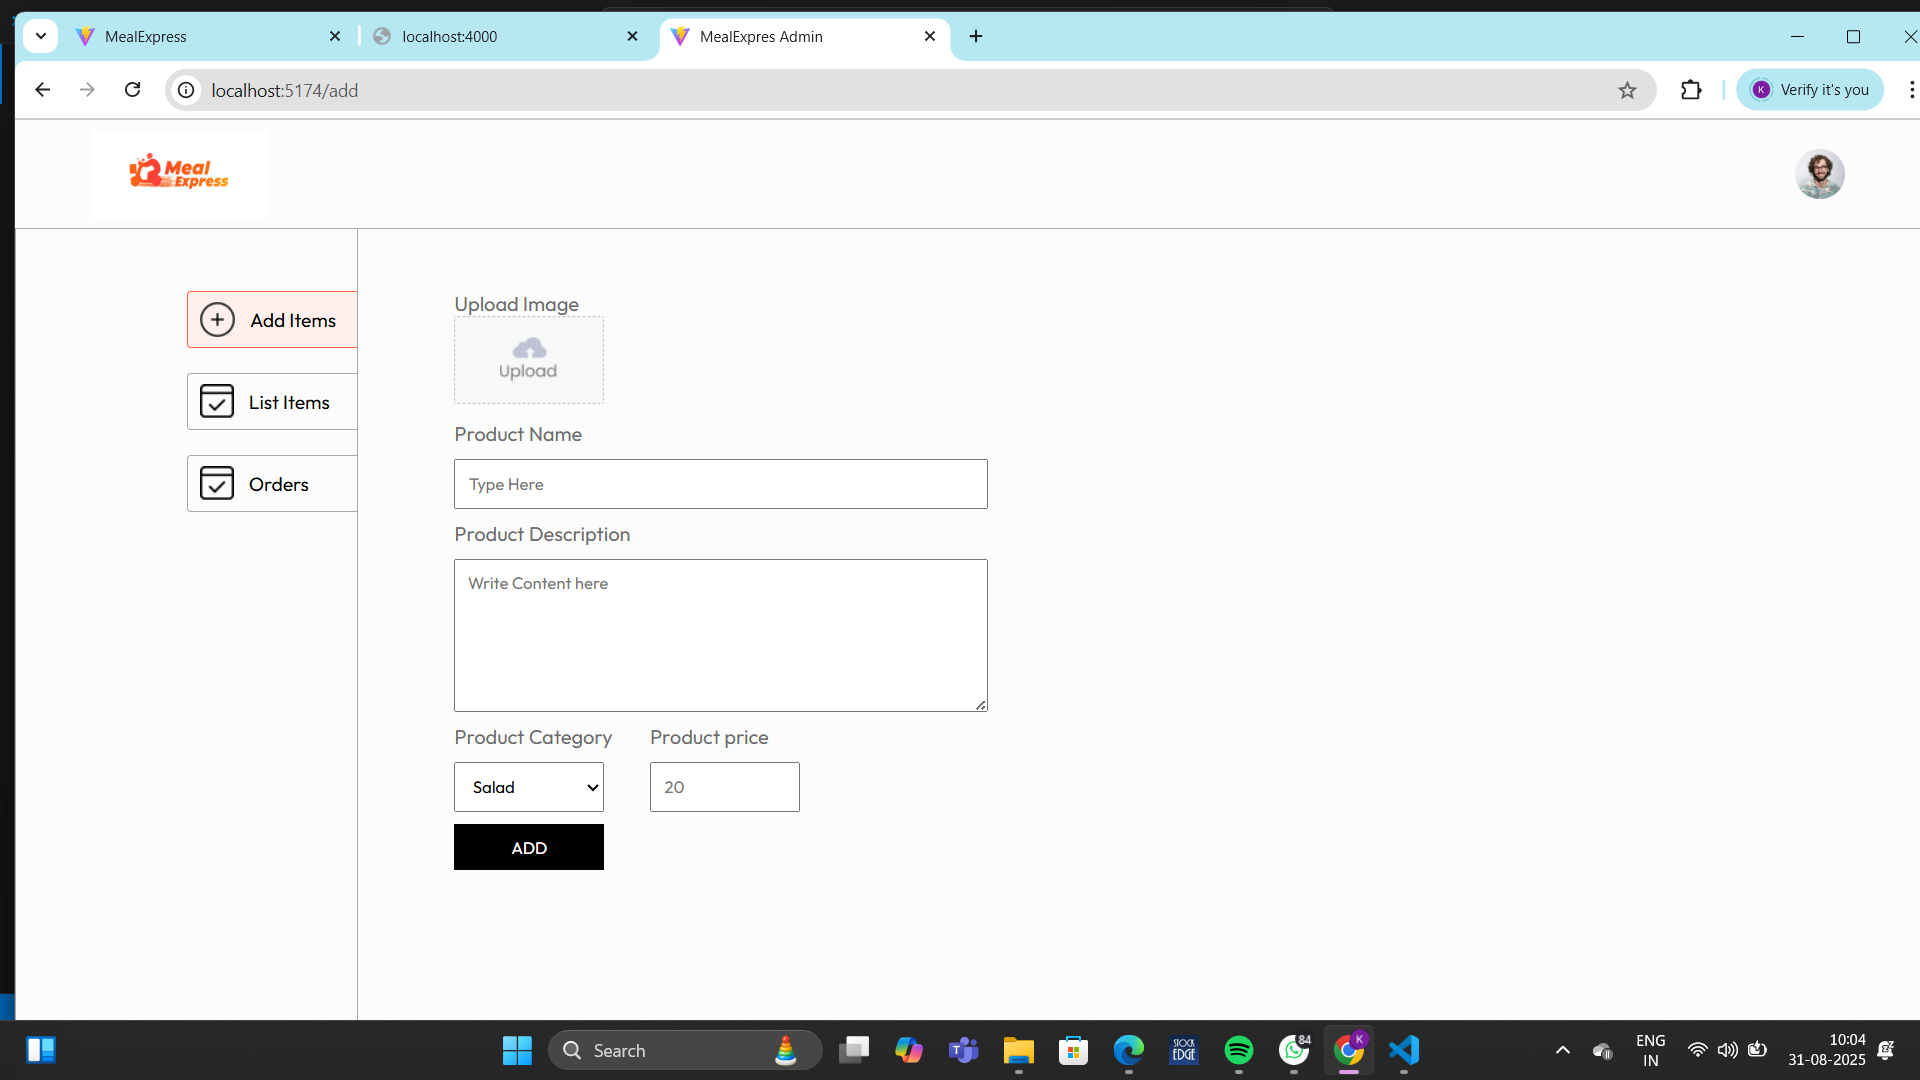 MealExpress
localhost:4000
MealExpres Admin
localhost:5174/add
K
Verify it's you
Meal
Express
Add Items
List Items
Orders
Upload Image
Upload
Product Name
Type Here
Product Description
Write Content here
Product Category
Product price
Salad
20
ADD
Search
T
STOCK
EDGE
84
K
ENG
IN
10:04
31-08-2025